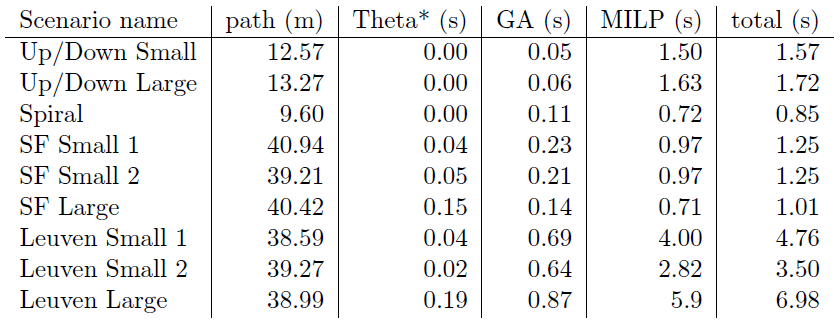 Scenario name path (m) Theta* (s) GA (s) MILP (s) total (s)
Up/Down Small 12.57 0.00 0.05 1.50 1.57
Up/Down Large 13.27 0.00 0.06 1.63 1.72
Spiral 9.60 0.00 0.11 0.72 0.85
SF Small 1 40.94 0.04 0.23 0.97 1.25
SF Small 2 39.21 0.05 0.21 0.97 1.25
SF Large 40.42 0.15 0.14 0.71 1.01
Leuven Small 1 38.59 0.04 0.69 4.00 4.76
Leuven Small 2 39.27 0.02 0.64 2.82 3.50
Leuven Large 38.99 0.19 0.87 5.9 6.98